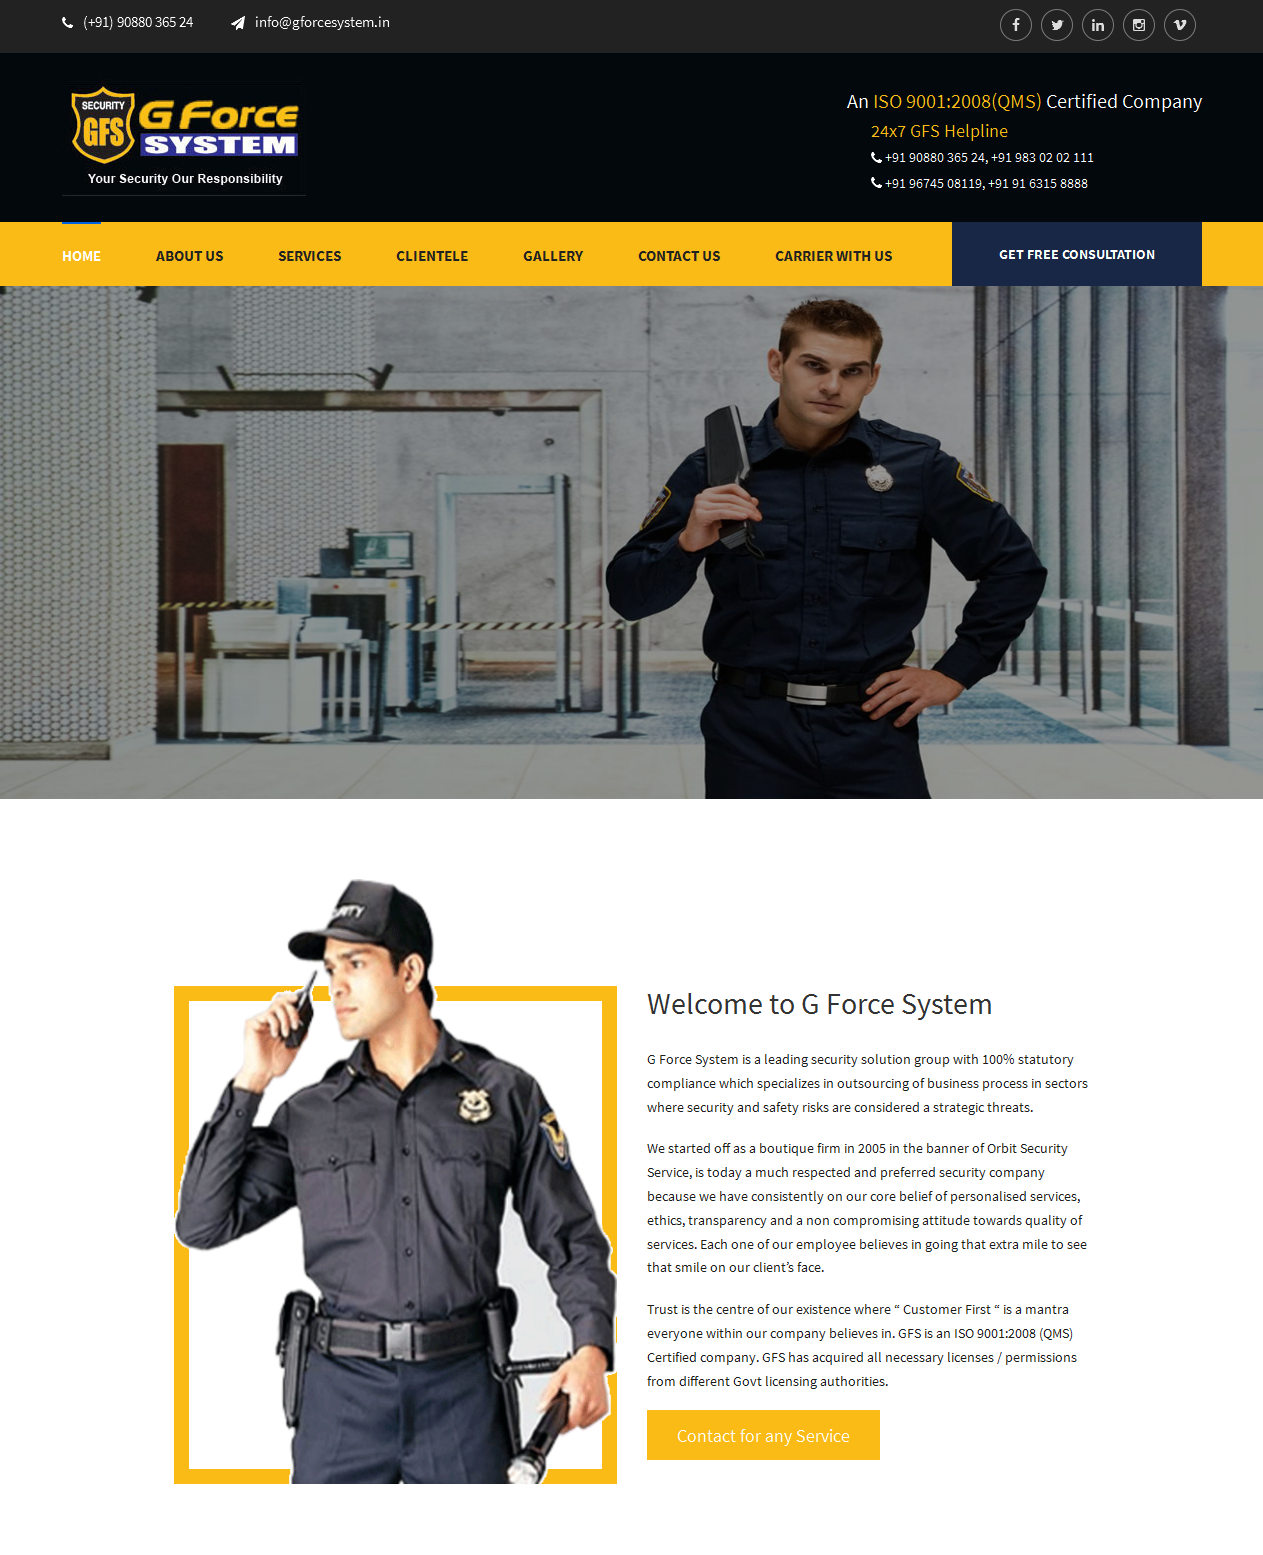 (+91) 90880 365 24 info@gforcesystem.in
SECURITY
GFS
G FORCE
SYSTEM
Your Security Our Responsibility
An ISO 9001:2008(QMS) Certified Company
24x7 GFS Helpline
+91 90880 365 24, +91 983 02 02 111
+91 96745 08119, +91 91 6315 8888
HOME ABOUT US SERVICES CLIENTELE GALLERY CONTACT US CARRIER WITH US GET FREE CONSULTATION
Welcome to G Force System
G Force System is a leading security solution group with 100% statutory
compliance which specializes in outsourcing of business process in sectors
where security and safety risks are considered a strategic threats.
We started off as a boutique firm in 2005 in the banner of Orbit Security
Service, is today a much respected and preferred security company
because we have consistently on our core belief of personalised services,
ethics, transparency and a non compromising attitude towards quality of
services. Each one of our employee believes in going that extra mile to see
that smile on our client’s face.
Trust is the centre of our existence where “ Customer First “ is a mantra
everyone within our company believes in. GFS is an ISO 9001:2008 (QMS)
Certified company. GFS has acquired all necessary licenses / permissions
from different Govt licensing authorities.
Contact for any Service